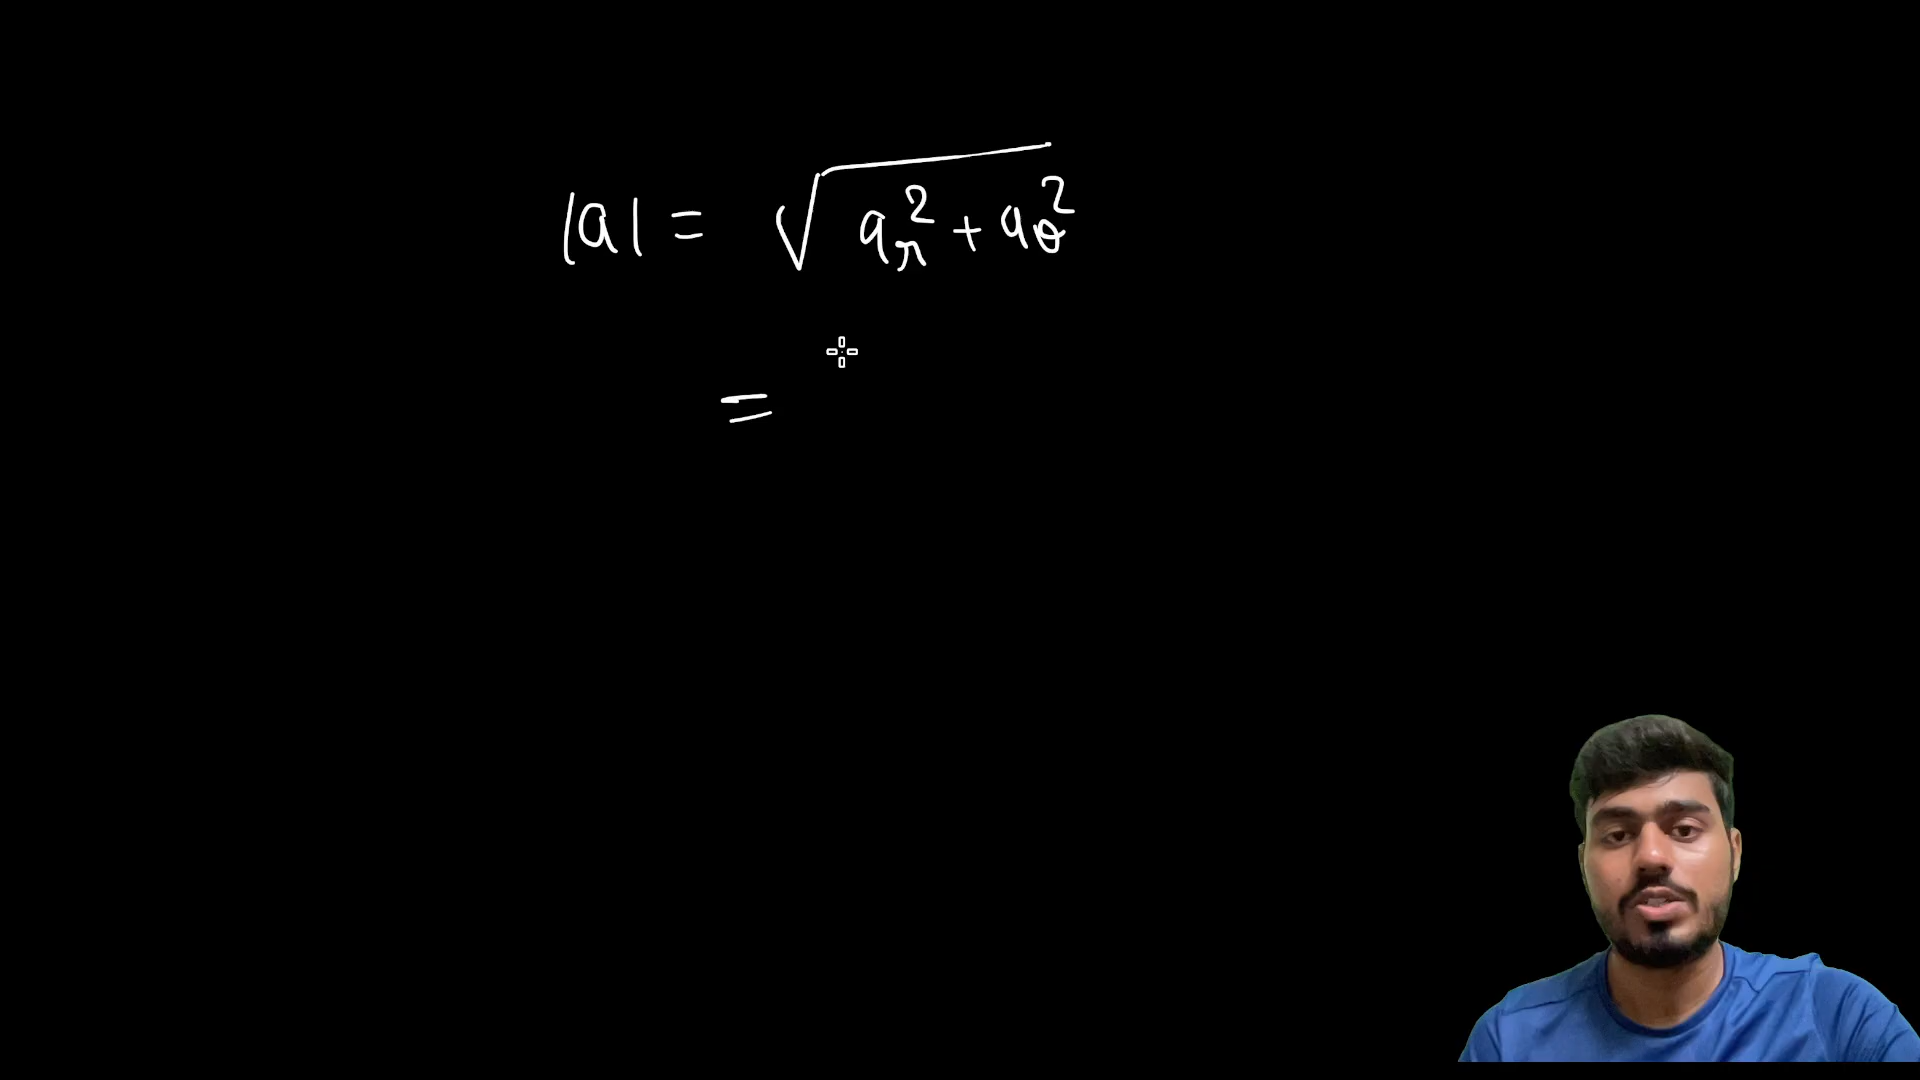 |a| = √(a_r² + a_θ²)
=